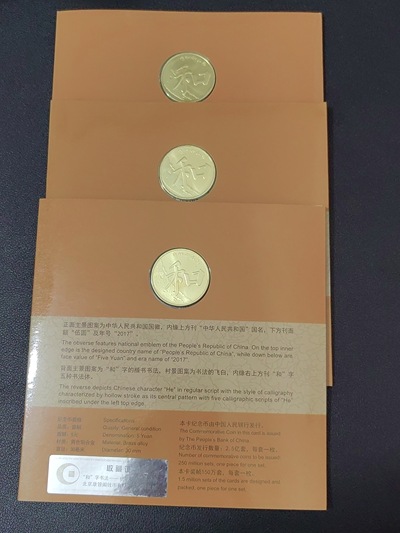 正面主景图案为中华人民共和国国徽，内缘上方刊“中华人民共和国”国名，下方刊面
额“伍圆”及年号“2017”。
The obverse features national emblem of the People's Republic of China. On the top inner
edge is the designed country name of "People's Republic of China", while down below are
face value of "Five Yuan" and era name of "2017".
背面主景图案为“和”字的楷书书法，衬景图案为书法的飞白，内缘右上方刊“和”字
五种书法体。
The reverse depicts Chinese character "He" in regular script with the style of calligraphy
characterized by hollow stroke as its central pattern with five calligraphic scripts of "He"
inscribed under the left top edge.
Specifications
Quality: General condition
Denomination: 5 Yuan
Material: Brass alloy
Diameter: 30 mm
本卡纪念币由中国人民银行发行。
The Commemorative Coin in this card is issued
by The People's Bank of China.
纪念币发行数量：2.5亿套，每套一枚。
Number of commemorative coins to be issued:
250 million sets, one piece for one set.
本卡装帧150万套，每套一枚。
1.5 million sets of the cards are designed and
packed, one piece for one set.